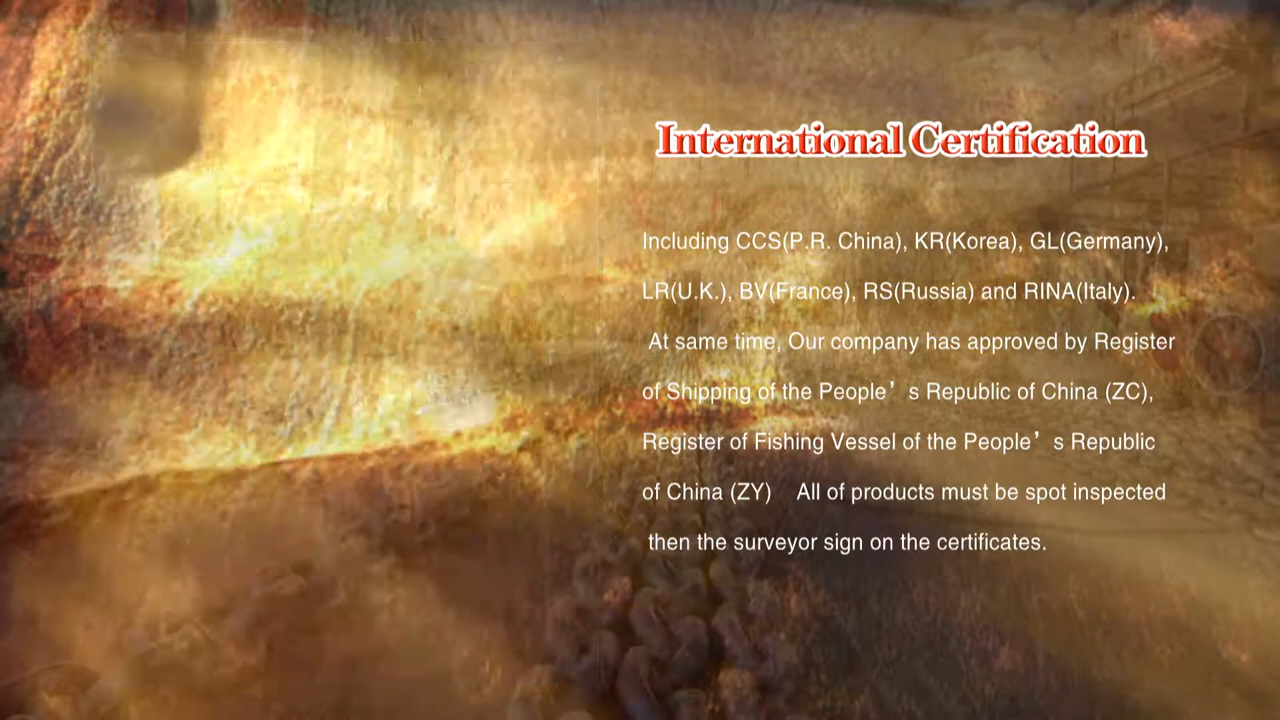 International Certification
Including CCS(P.R. China), KR(Korea), GL(Germany),
LR(U.K.), BV(France), RS(Russia) and RINA(Italy).
At same time, Our company has approved by Register
of Shipping of the People’s Republic of China (ZC),
Register of Fishing Vessel of the People’s Republic
of China (ZY)  All of products must be spot inspected
then the surveyor sign on the certificates.